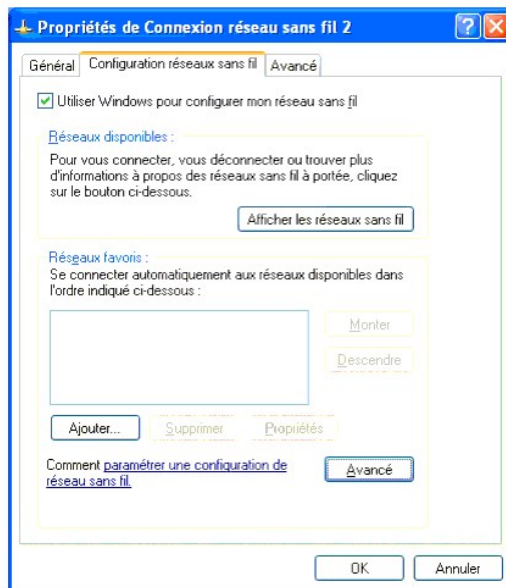 Propriétés de Connexion réseau sans fil 2
Général
Configuration réseaux sans fil
Avancé
Utiliser Windows pour configurer mon réseau sans fil
Réseaux disponibles :
Pour vous connecter, vous déconnecter ou trouver plus
d'informations à propos des réseaux sans fil à portée, cliquez
sur le bouton ci-dessous.
Afficher les réseaux sans fil
Réseaux favoris :
Se connecter automatiquement aux réseaux disponibles dans
l'ordre indiqué ci-dessous :
Monter
Descendre
Ajouter...
Supprimer
Propriétés
Comment paramétrer une configuration de
réseau sans fil.
Avancé
OK
Annuler